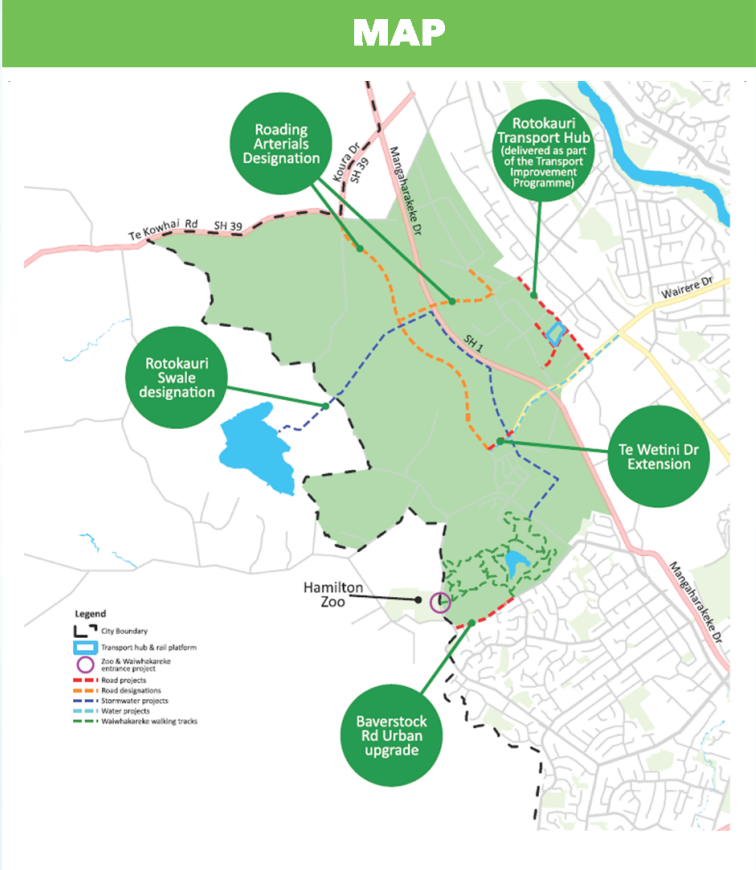 MAP
Roading
Arterials
Designation
Rotokauri
Transport Hub
(delivered as part
of the Transport
Improvement
Programme)
Koura Dr
SH 39
Mangaharakeke Dr
Te Kowhai Rd SH 39
Wairere Dr
SH 1
Rotokauri
Swale
designation
Te Wetini Dr
Extension
Hamilton
Zoo
Mangaharakeke Dr
Legend
City Boundary
Transport hub & rail platform
Zoo & Waiwhakareke
entrance project
Road projects
Road designations
Stormwater projects
Water projects
Waiwhakareke walking tracks
Baverstock
Rd Urban
upgrade